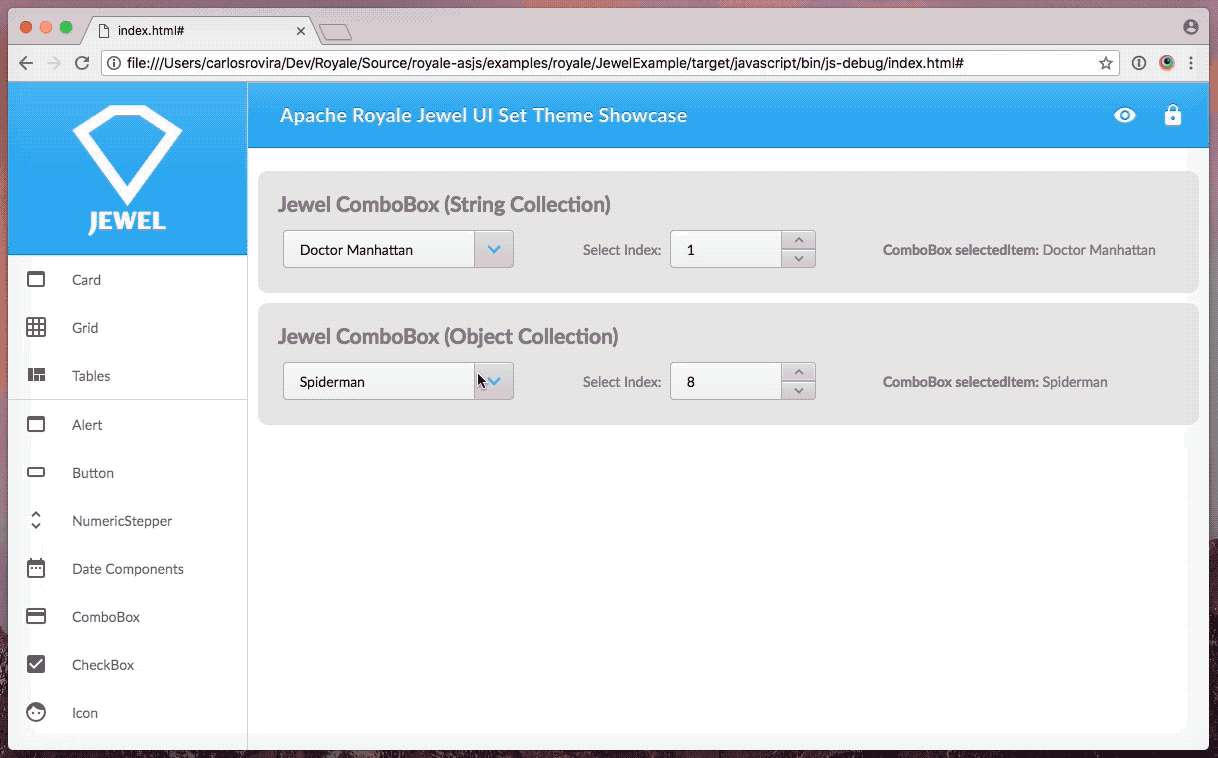 index.html#
file:///Users/carlosrovira/Dev/Royale/Source/royale-asjs/examples/royale/JewelExample/target/javascript/bin/js-debug/index.html#
JEWEL
Apache Royale Jewel UI Set Theme Showcase
Card
Grid
Tables
Alert
Button
NumericStepper
Date Components
ComboBox
CheckBox
Icon
Jewel ComboBox (String Collection)
Doctor Manhattan
Select Index: 1
ComboBox selectedItem: Doctor Manhattan
Jewel ComboBox (Object Collection)
Spiderman
Select Index: 8
ComboBox selectedItem: Spiderman